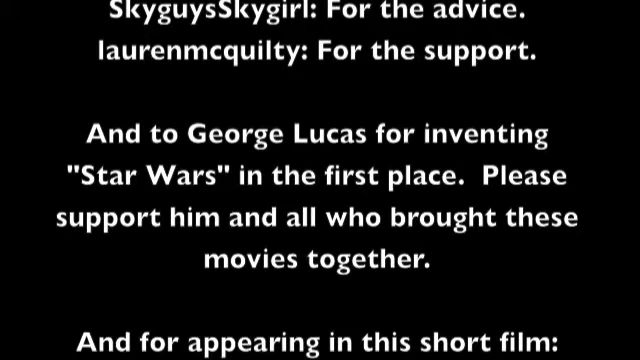 SkyguysSkygirl: For the advice.
laurenmcquilty: For the support.
And to George Lucas for inventing
"Star Wars" in the first place.  Please
support him and all who brought these
movies together.
And for appearing in this short film: